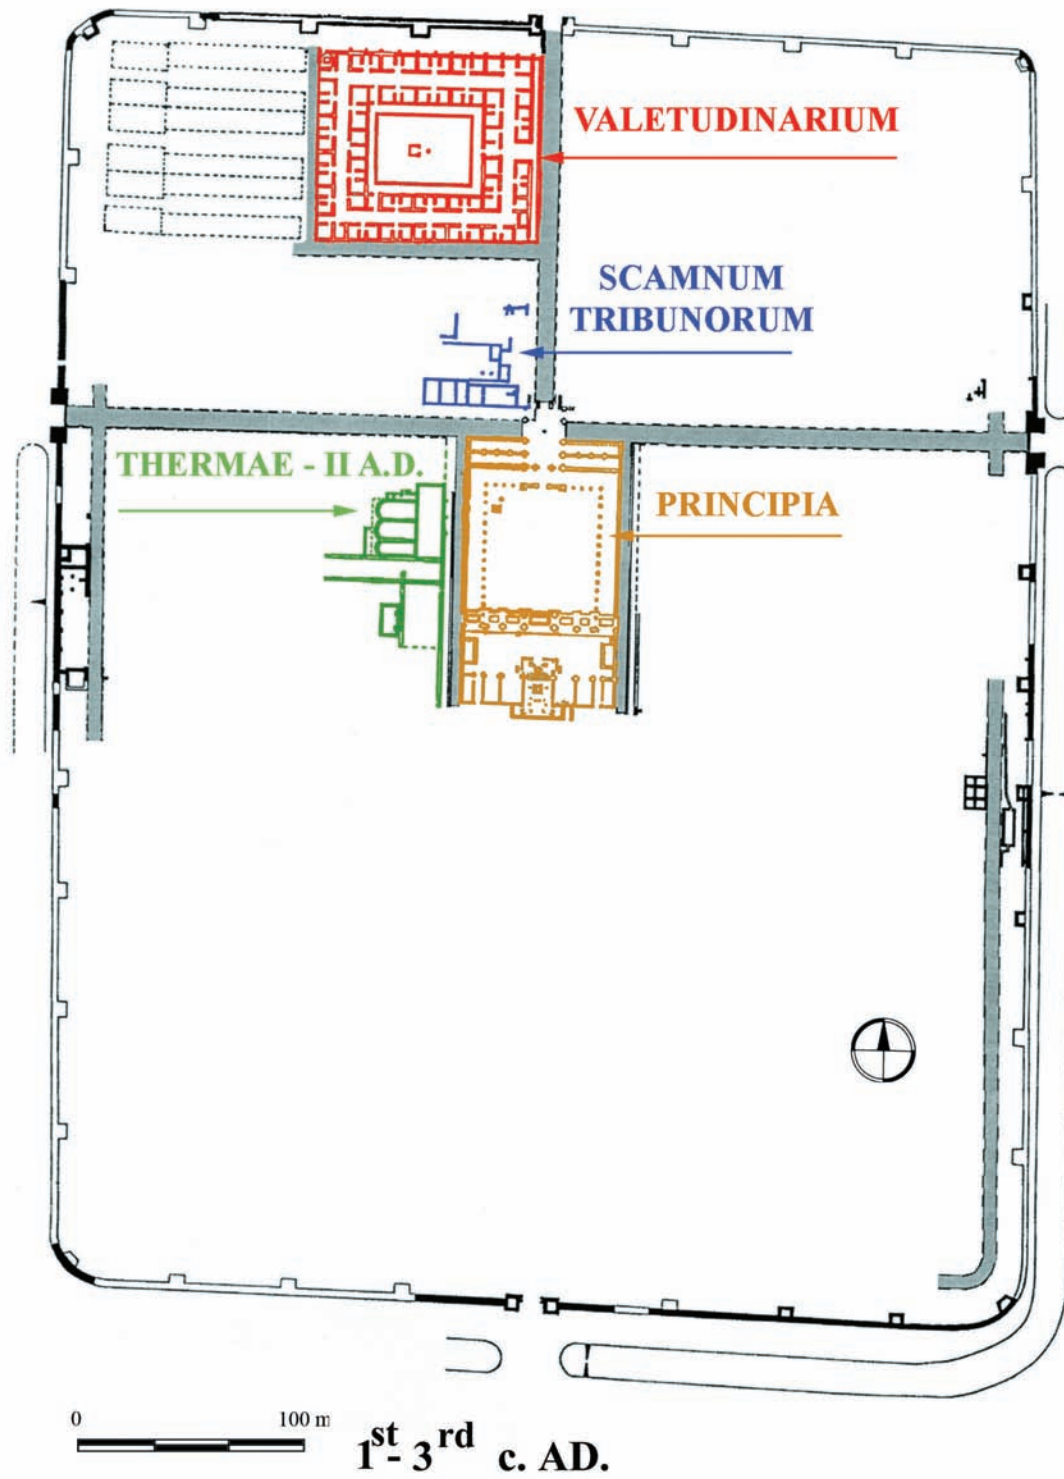 VALETUDINARIUM
SCAMNUM
TRIBUNORUM
THERMAE - II A.D.
PRINCIPIA
0 100 m
1st - 3rd c. AD.